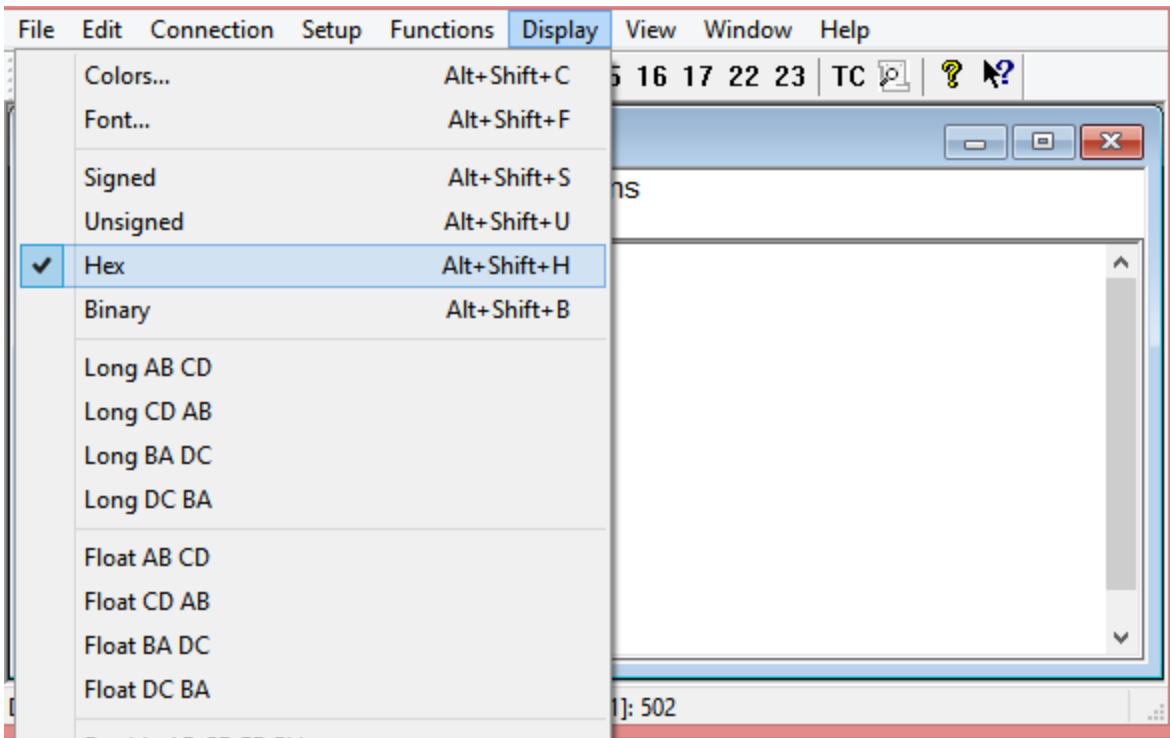 File Edit Connection Setup Functions Display View Window Help
16 17 22 23 TC
Colors... Alt+Shift+C
Font... Alt+Shift+F
Signed Alt+Shift+S
Unsigned Alt+Shift+U
Hex Alt+Shift+H
Binary Alt+Shift+B
Long AB CD
Long CD AB
Long BA DC
Long DC BA
Float AB CD
Float CD AB
Float BA DC
Float DC BA
1]: 502